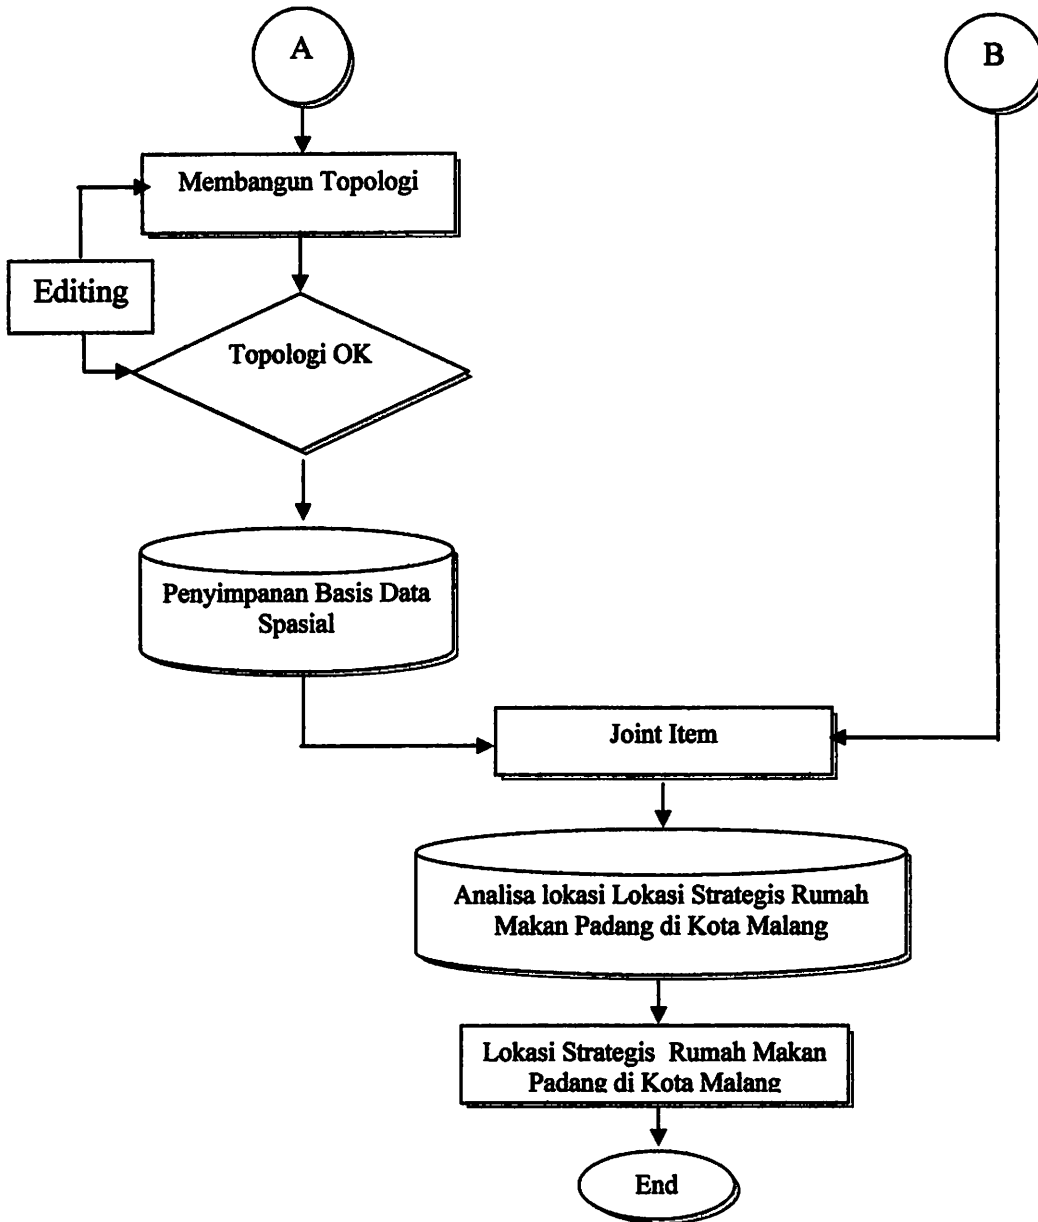 A
B
Membangun Topologi
Editing
Topologi OK
Penyimpanan Basis Data
Spasial
Joint Item
Analisa lokasi Lokasi Strategis Rumah
Makan Padang di Kota Malang
Lokasi Strategis Rumah Makan
Padang di Kota Malang
End